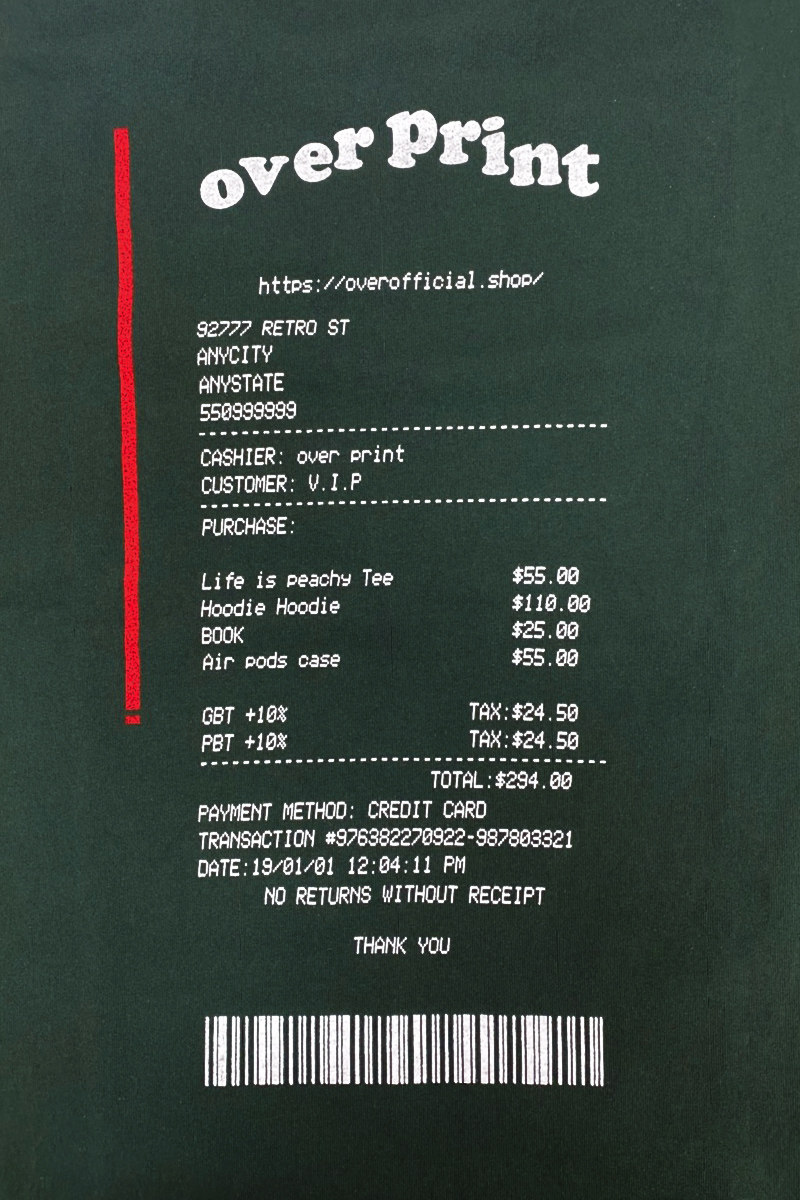 over print
https://overofficial.shop/
92777 RETRO ST
ANYCITY
ANYSTATE
550999999
CASHIER: over print
CUSTOMER: V.I.P
PURCHASE:
Life is peachy Tee $55.00
Hoodie Hoodie $110.00
BOOK $25.00
Air pods case $55.00
GBT +10% TAX:$24.50
PBT +10% TAX:$24.50
TOTAL:$294.00
PAYMENT METHOD: CREDIT CARD
TRANSACTION #976382270922-987803321
DATE:19/01/01 12:04:11 PM
NO RETURNS WITHOUT RECEIPT
THANK YOU